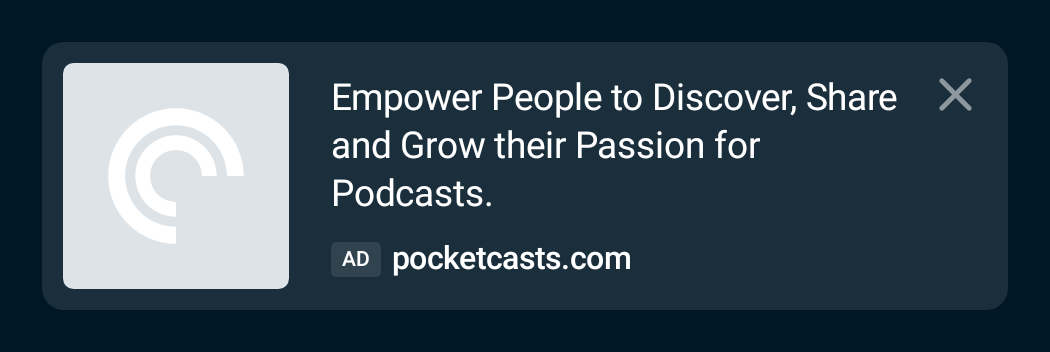 Empower People to Discover, Share
and Grow their Passion for
Podcasts.
AD pocketcasts.com